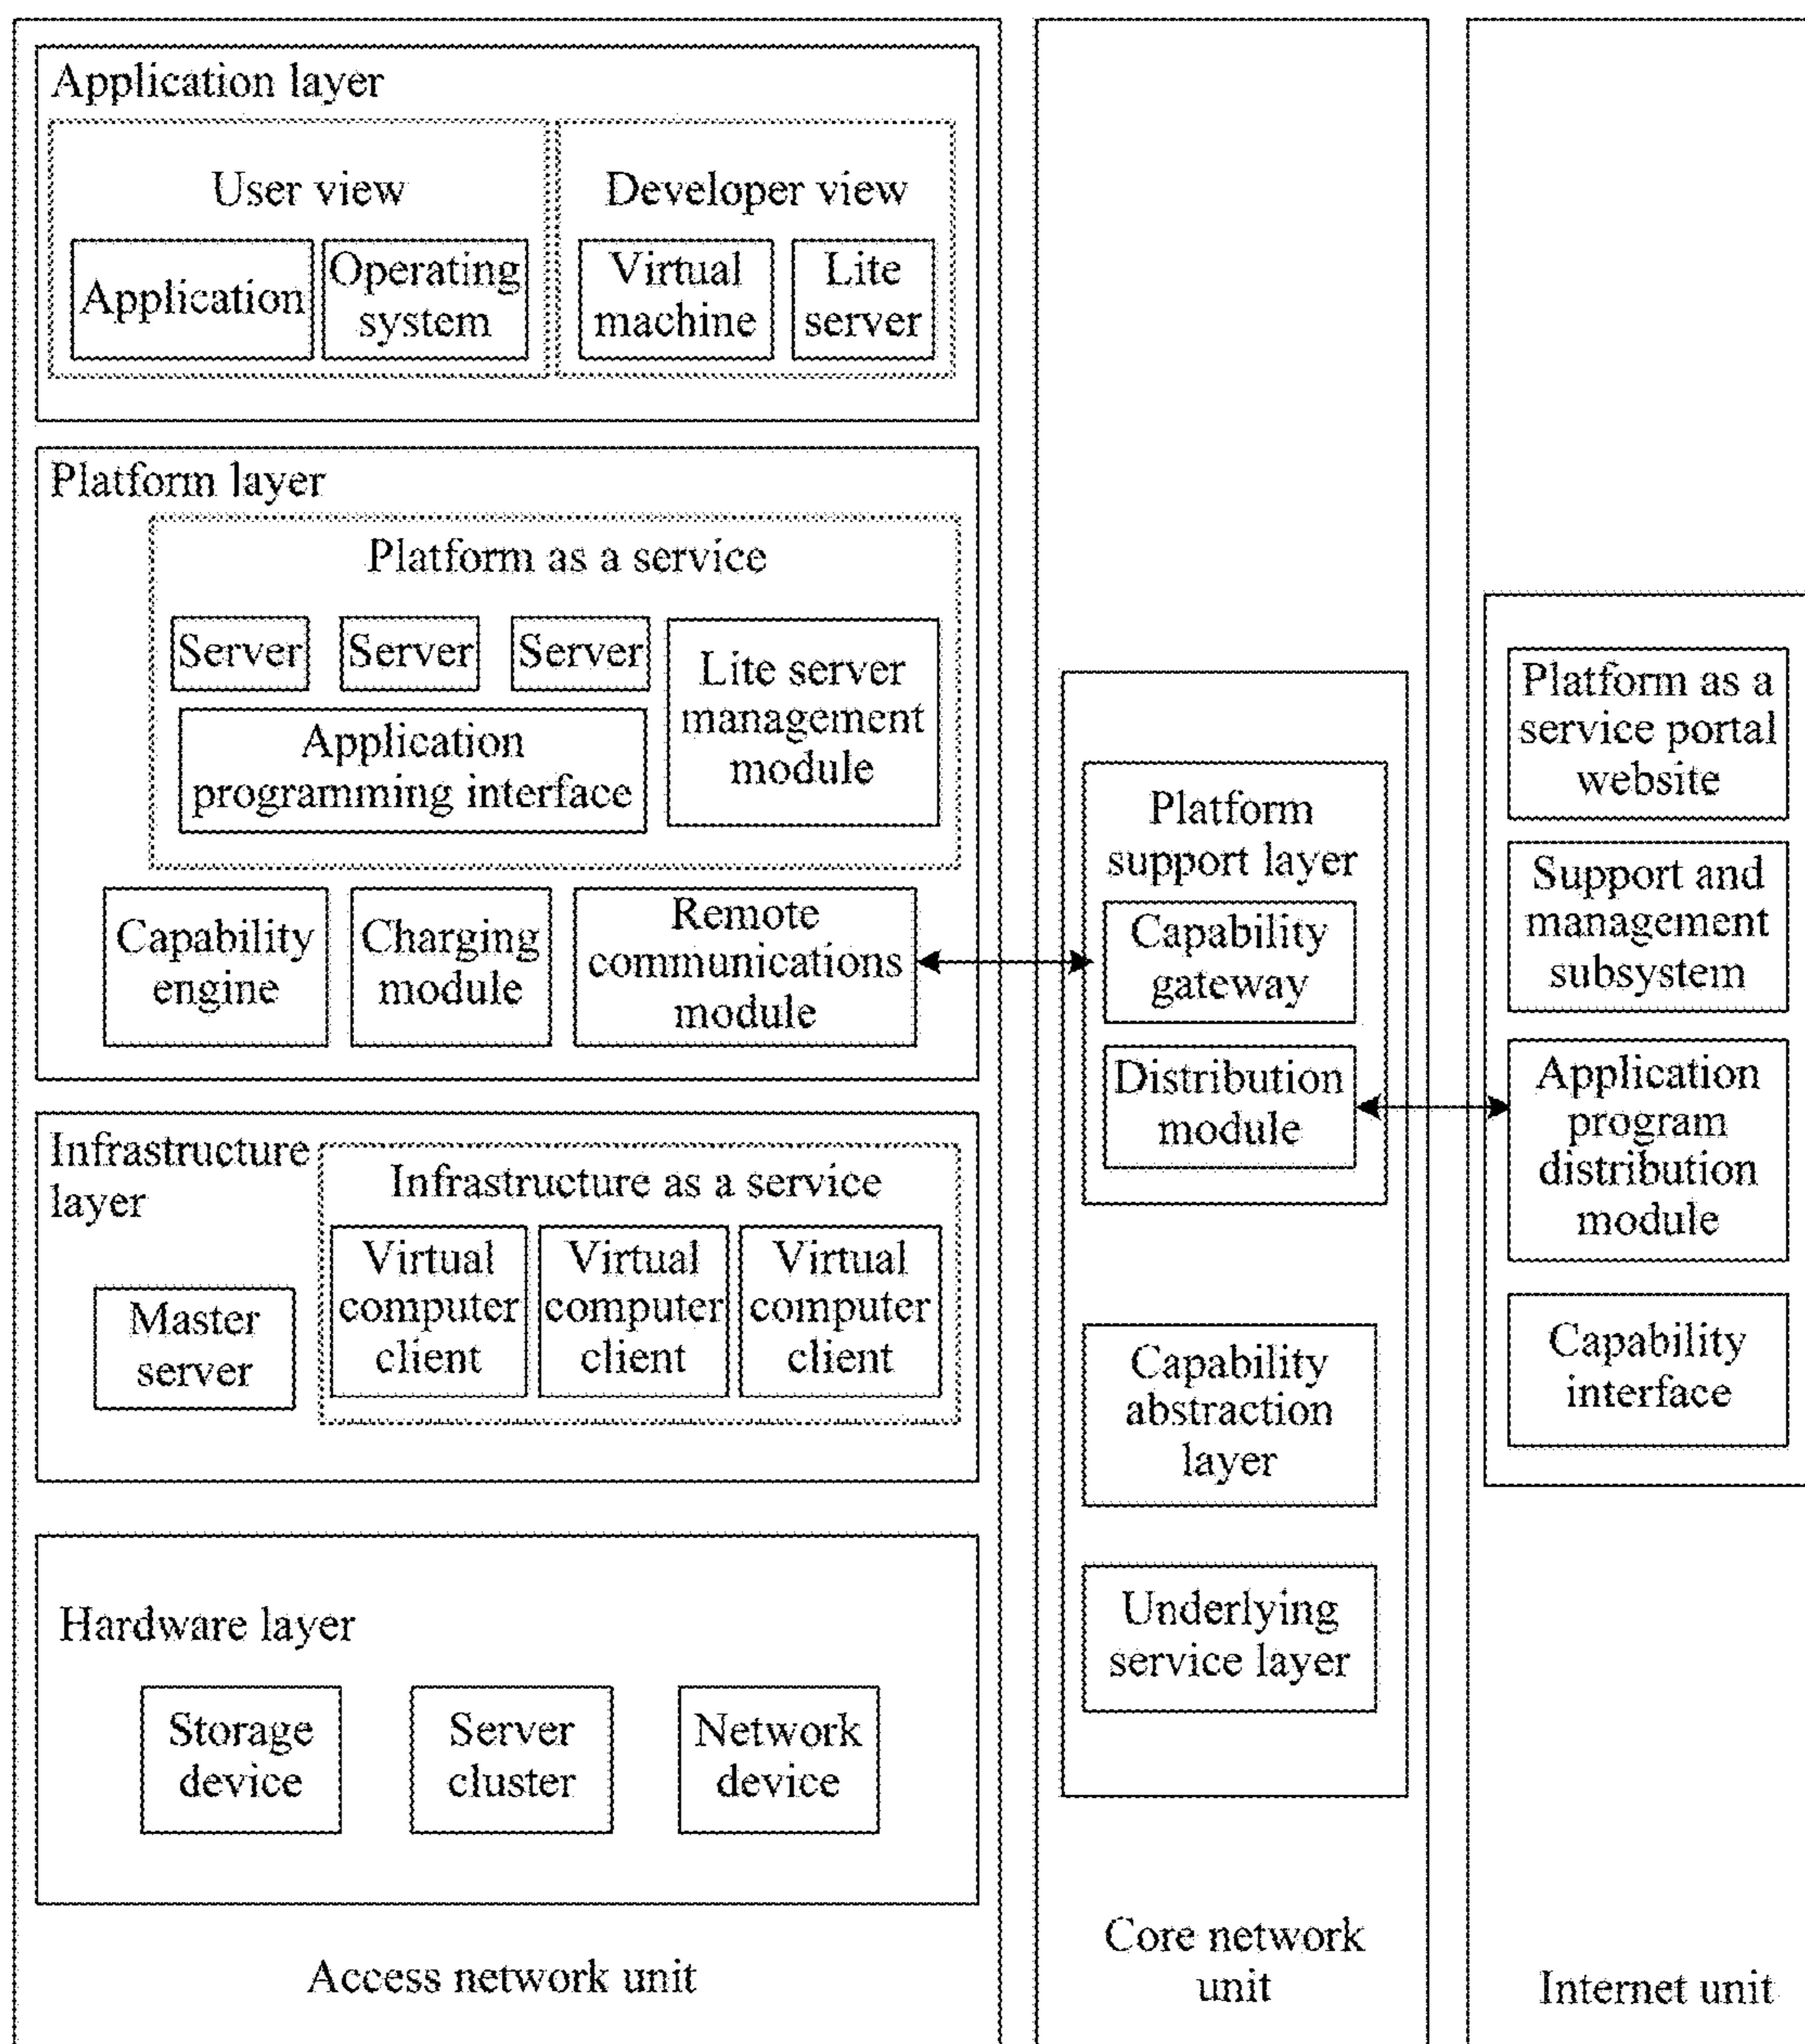 Application layer
User view
Application
Operating
system
Developer view
Virtual
machine
Lite
server
Platform layer
Platform as a service
Server
Server
Server
Application
programming interface
Lite server
management
module
Capability
engine
Charging
module
Remote
communications
module
Infrastructure
layer
Infrastructure as a service
Master
server
Virtual
computer
client
Virtual
computer
client
Virtual
computer
client
Hardware layer
Storage
device
Server
cluster
Network
device
Access network unit
Platform
support layer
Capability
gateway
Distribution
module
Capability
abstraction
layer
Underlying
service layer
Core network
unit
Platform as a
service portal
website
Support and
management
subsystem
Application
program
distribution
module
Capability
interface
Internet unit